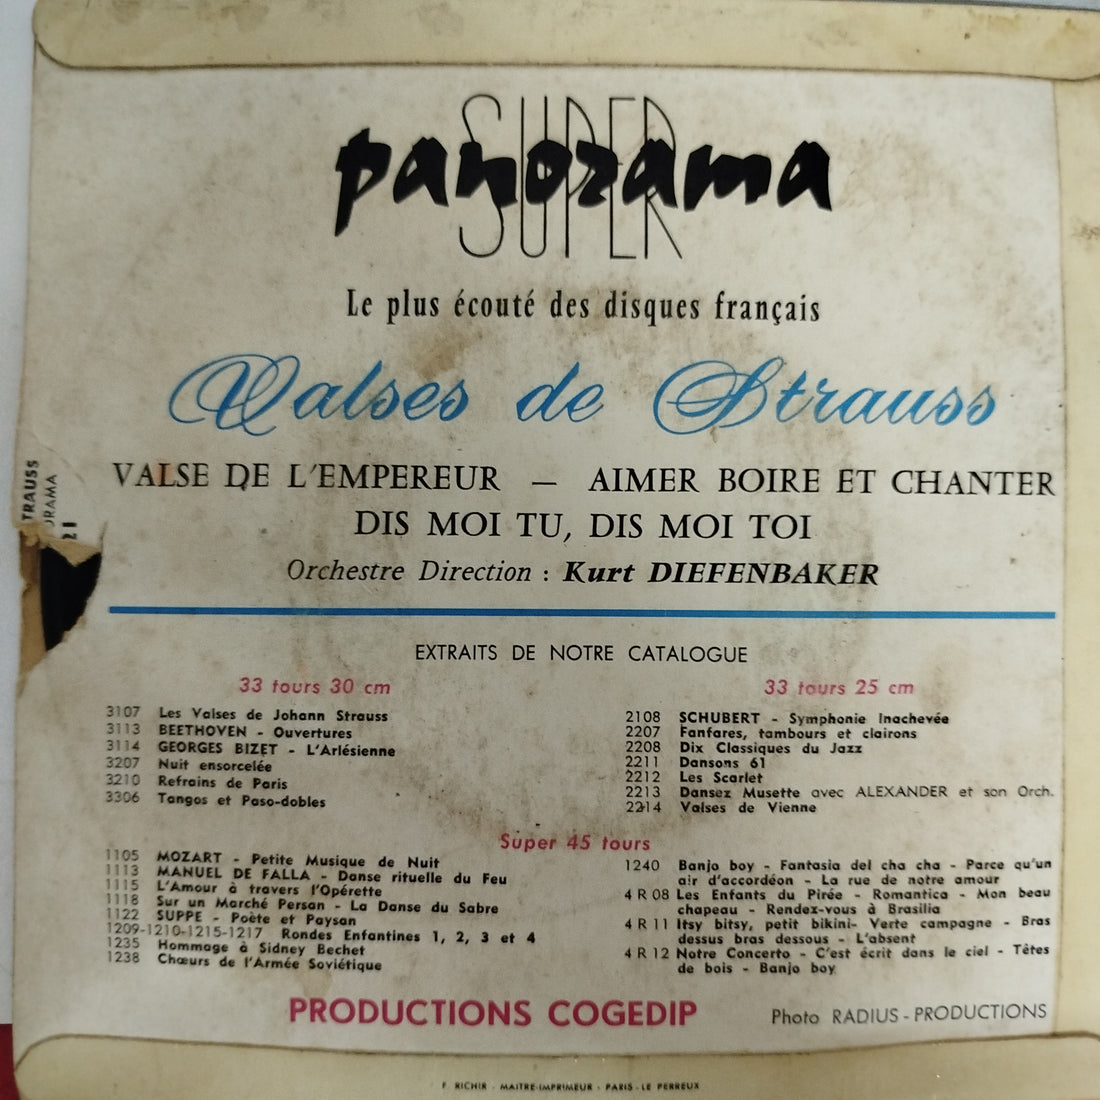 SUPER
panorama
SUPER
Le plus écouté des disques français
Valses de Strauss
VALSE DE L'EMPEREUR — AIMER BOIRE ET CHANTER
DIS MOI TU, DIS MOI TOI
Orchestre Direction : Kurt DIEFENBAKER
TRAUSS
ORAMA
21
EXTRAITS DE NOTRE CATALOGUE
33 tours 30 cm
3107 Les Valses de Johann Strauss
3113 BEETHOVEN - Ouvertures
3114 GEORGES BIZET - L'Arlésienne
3207 Nuit ensorcelée
3210 Refrains de Paris
3306 Tangos et Paso-dobles
33 tours 25 cm
2108 SCHUBERT - Symphonie Inachevée
2207 Fanfares, tambours et clairons
2208 Dix Classiques du Jazz
2211 Dansons 61
2212 Les Scarlet
2213 Dansez Musette avec ALEXANDER et son Orch.
2214 Valses de Vienne
Super 45 tours
1105 MOZART - Petite Musique de Nuit
1113 MANUEL DE FALLA - Danse rituelle du Feu
1115 L'Amour à travers l'Opérette
1118 Sur un Marché Persan - La Danse du Sabre
1122 SUPPE - Poète et Paysan
1209-1210-1215-1217 Rondes Enfantines 1, 2, 3 et 4
1235 Hommage à Sidney Bechet
1238 Chœurs de l'Armée Soviétique
1240 Banjo boy - Fantasia del cha cha - Parce qu'un
air d'accordéon - La rue de notre amour
4 R 08 Les Enfants du Pirée - Romantica - Mon beau
chapeau - Rendez-vous à Brasilia
4 R 11 Itsy bitsy, petit bikini- Verte campagne - Bras
dessus bras dessous - L'absent
4 R 12 Notre Concerto - C'est écrit dans le ciel - Têtes
de bois - Banjo boy
PRODUCTIONS COGEDIP
Photo RADIUS - PRODUCTIONS
F. RICHIR - MAITRE-IMPRIMEUR - PARIS - LE PERREUX